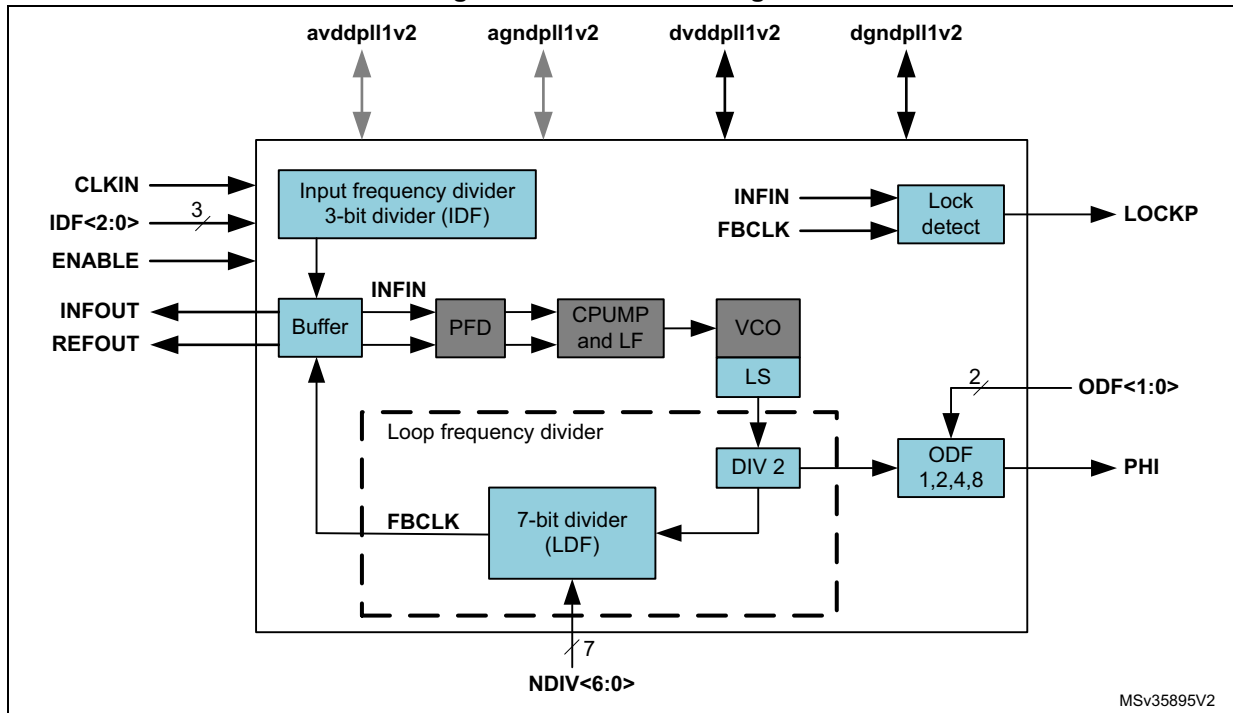 avddpll1v2 agndpll1v2 dvddpll1v2 dgndpll1v2
CLKIN
IDF<2:0>
3
ENABLE
INFOUT
REFOUT
Input frequency divider
3-bit divider (IDF)
INFIN
FBCLK
Lock
detect
LOCKP
Buffer
INFIN
PFD
CPUMP
and LF
VCO
LS
2
ODF<1:0>
Loop frequency divider
DIV 2
ODF
1,2,4,8
PHI
FBCLK
7-bit divider
(LDF)
7
NDIV<6:0>
MSv35895V2